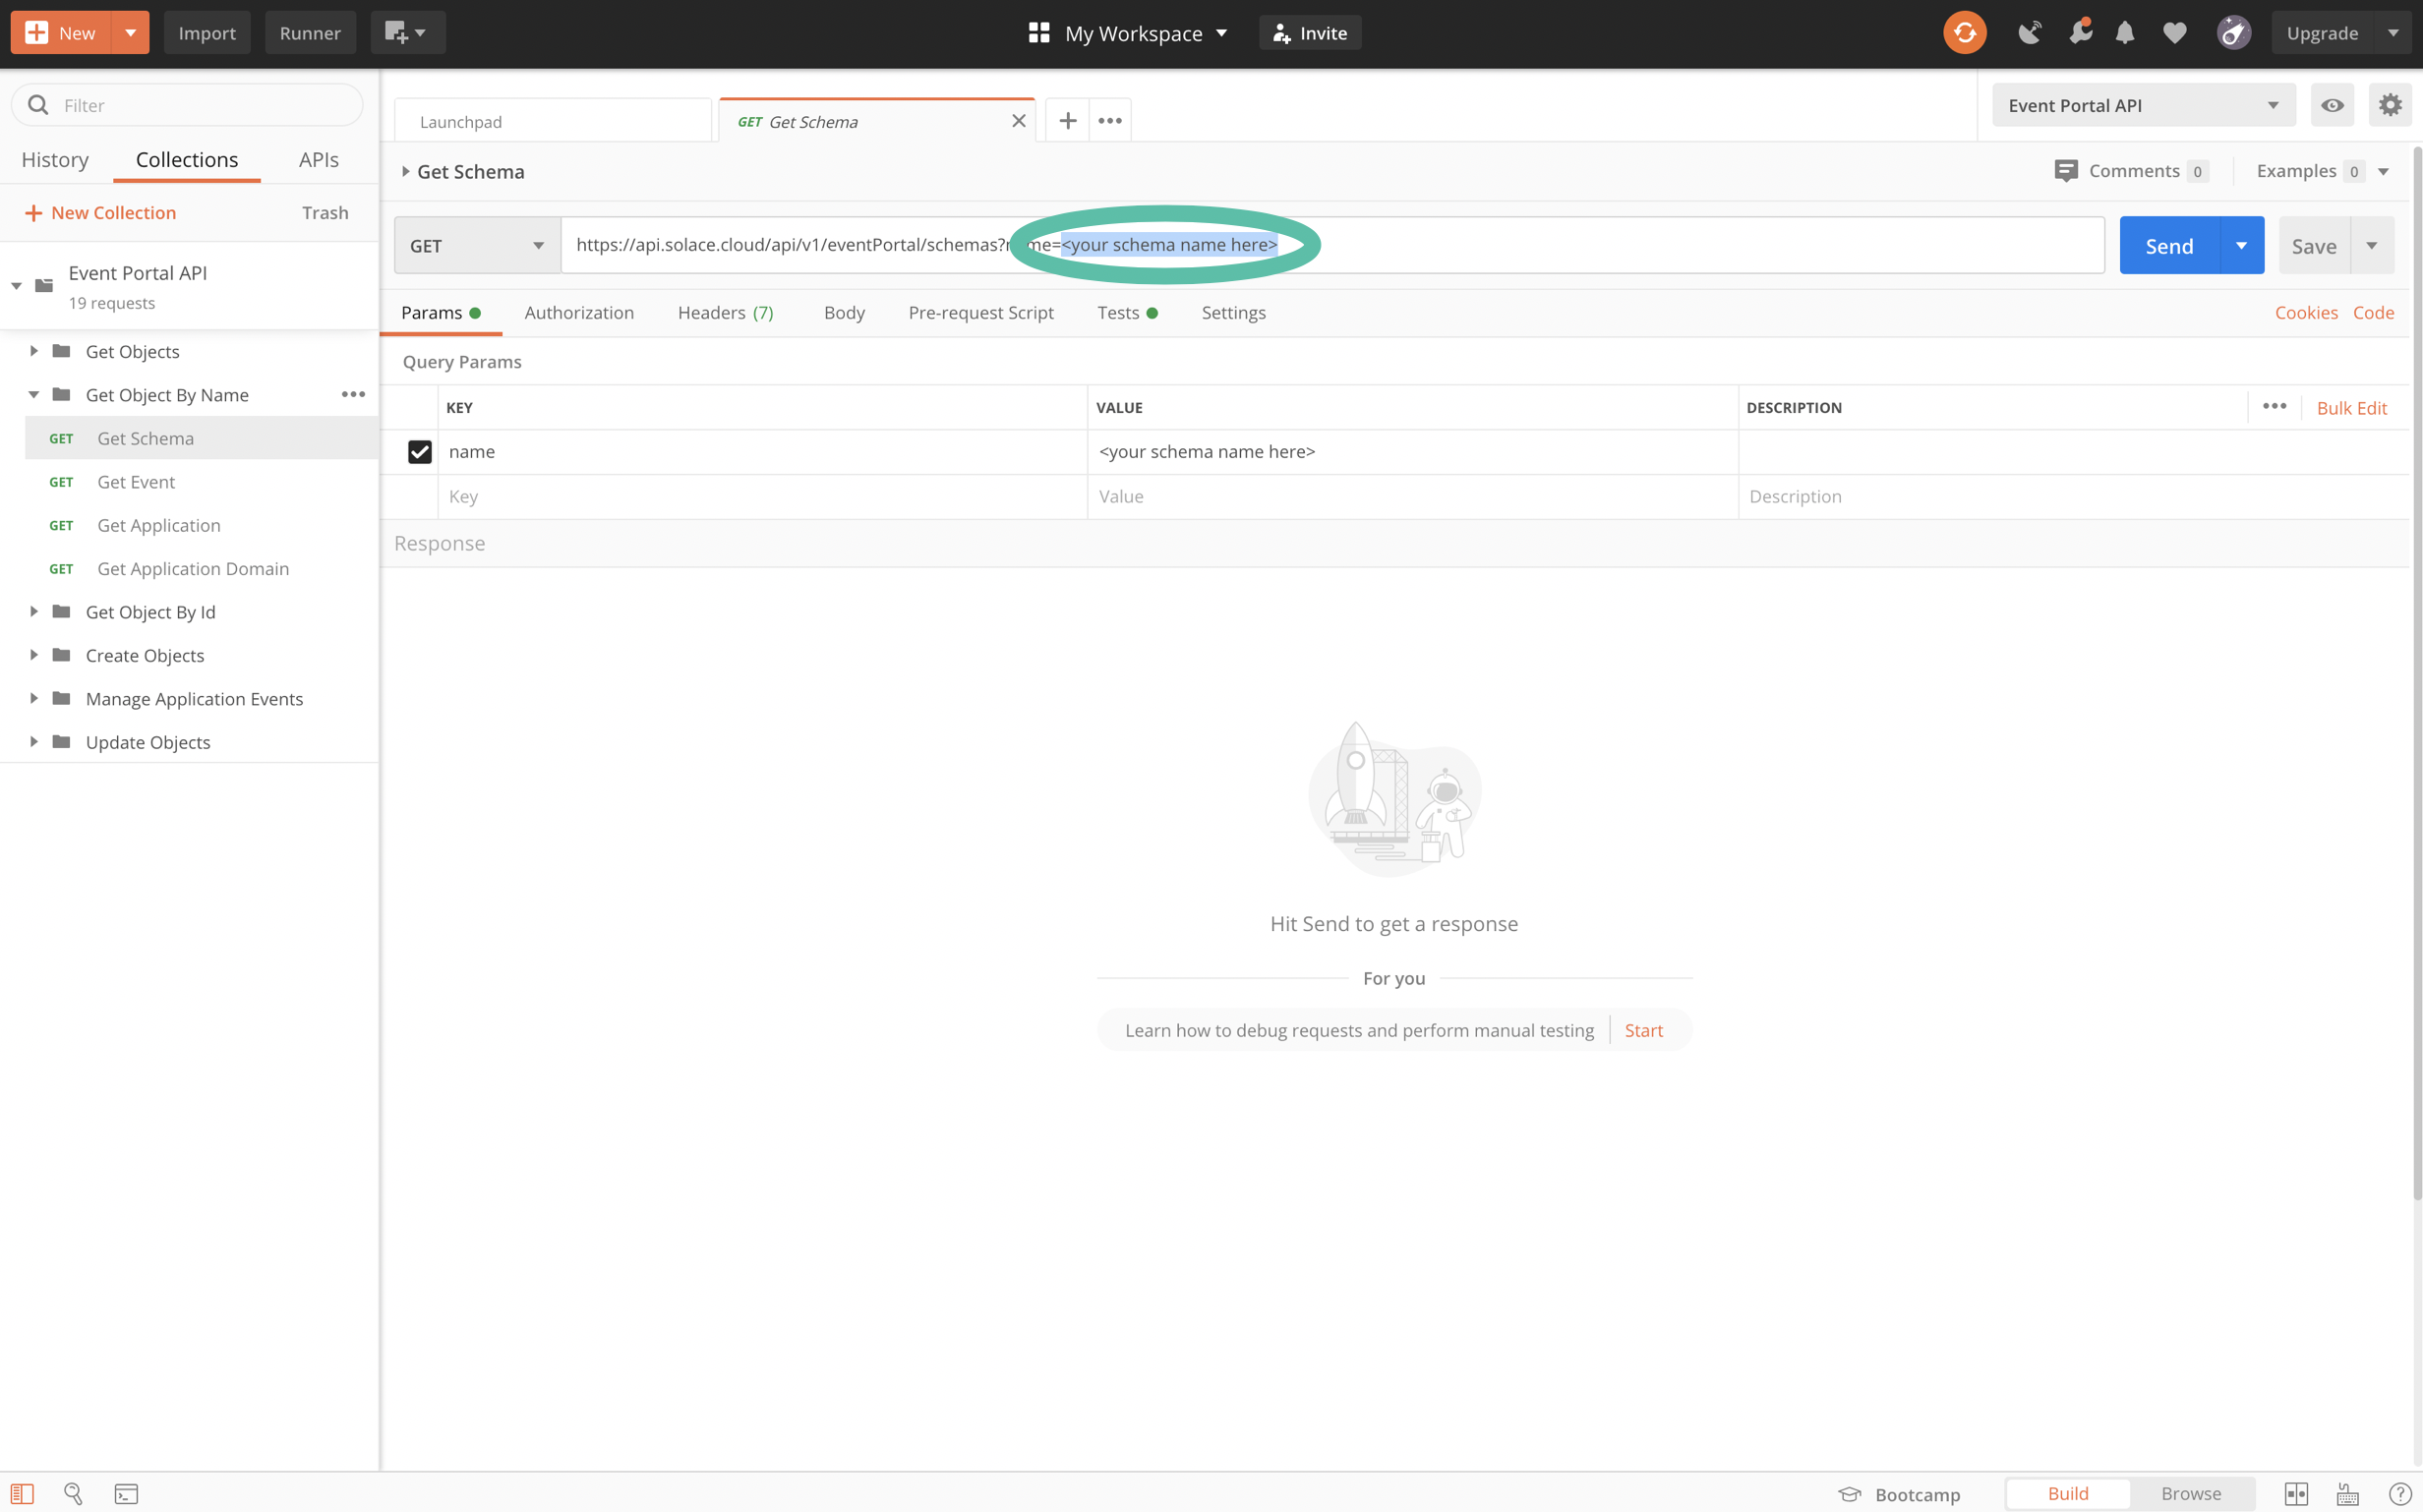 New
Import
Runner
My Workspace
Invite
Upgrade
Filter
History
Collections
APIs
New Collection
Trash
Event Portal API
19 requests
Get Objects
Get Object By Name
GET Get Schema
GET Get Event
GET Get Application
GET Get Application Domain
Get Object By Id
Create Objects
Manage Application Events
Update Objects
Launchpad
GET Get Schema
Event Portal API
Get Schema
Comments 0
Examples 0
GET
https://api.solace.cloud/api/v1/eventPortal/schemas?name=<your schema name here>
Send
Save
Params
Authorization
Headers (7)
Body
Pre-request Script
Tests
Settings
Cookies
Code
Query Params
KEY VALUE DESCRIPTION
Bulk Edit
name <your schema name here>
Key Value Description
Response
Hit Send to get a response
For you
Learn how to debug requests and perform manual testing
Start
Bootcamp
Build
Browse